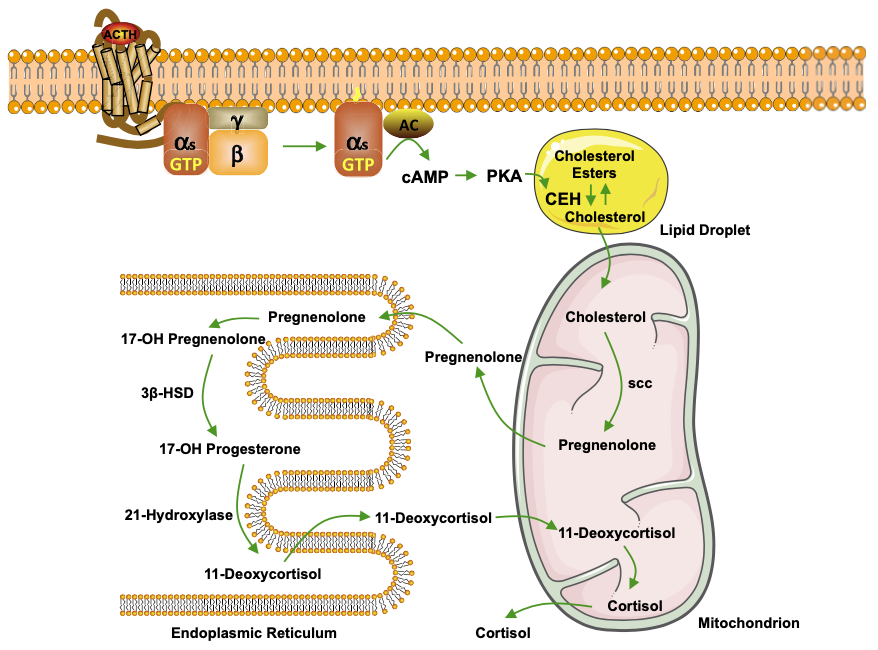 ACTH
αs
GTP
γ
β
αs
GTP
AC
cAMP
PKA
Cholesterol
Esters
CEH
Cholesterol
Lipid Droplet
Cholesterol
scc
Pregnenolone
Pregnenolone
Pregnenolone
17-OH Pregnenolone
3β-HSD
17-OH Progesterone
21-Hydroxylase
11-Deoxycortisol
11-Deoxycortisol
11-Deoxycortisol
Cortisol
Cortisol
Endoplasmic Reticulum
Mitochondrion